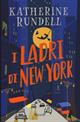 KATHERINE
RUNDELL
I LADRI
DI NEW YORK